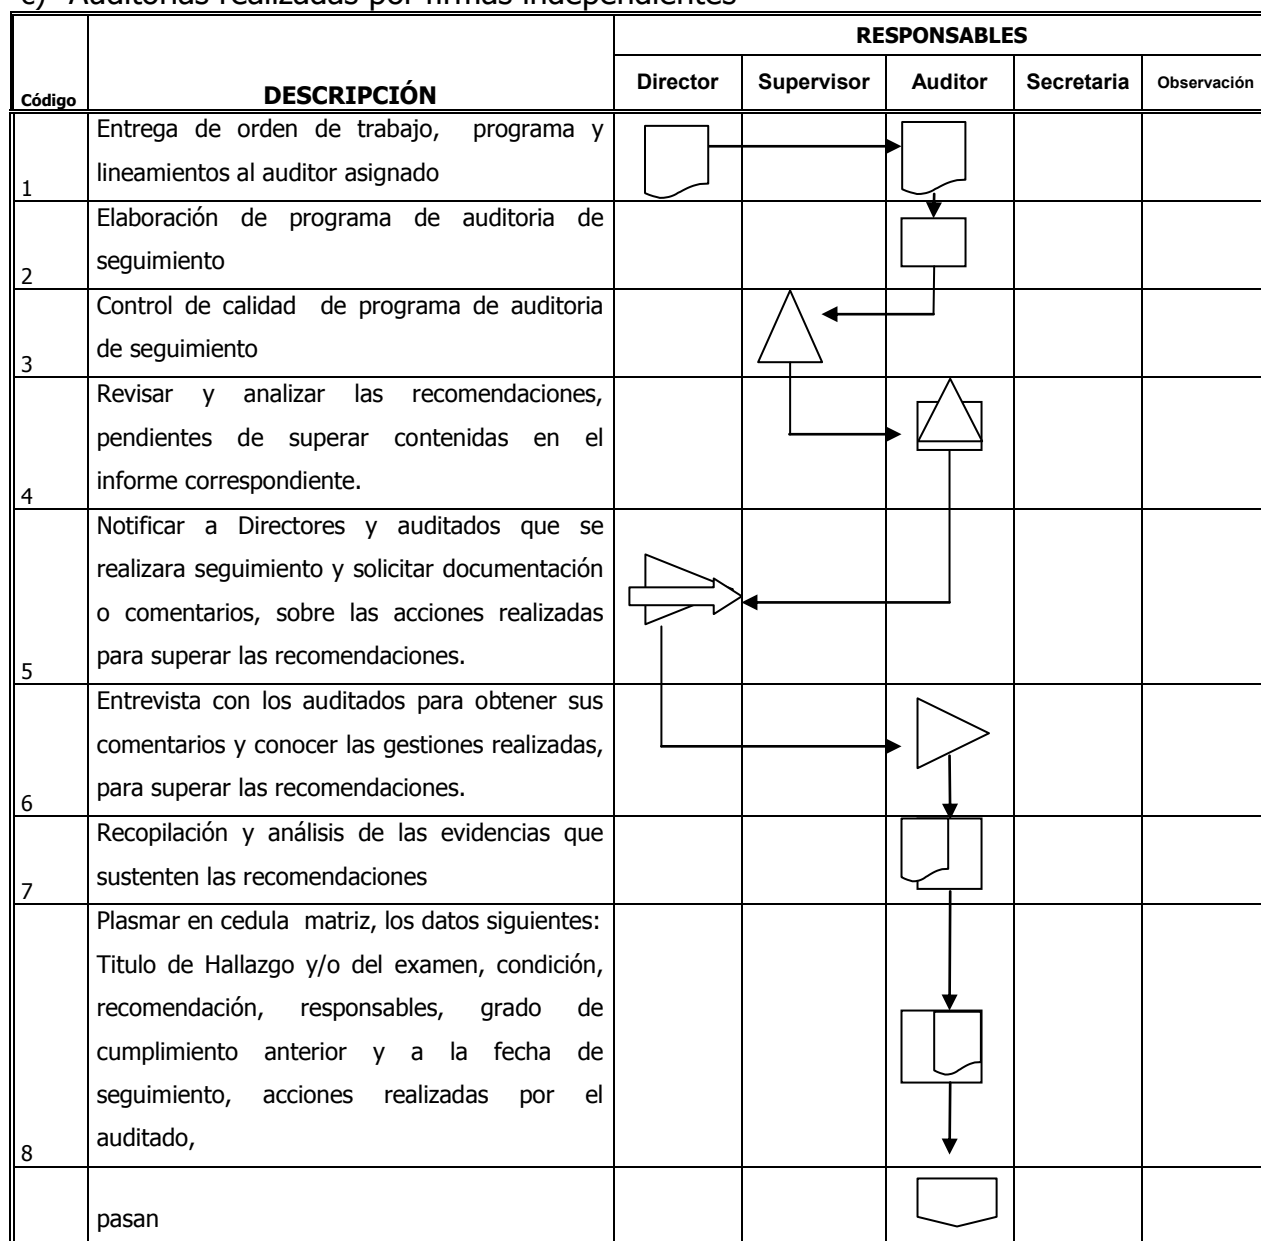 c) Auditorias realizadas por firmas independientes
RESPONSABLES
Código DESCRIPCIÓN Director Supervisor Auditor Secretaria Observación
Entrega de orden de trabajo, programa y
lineamientos al auditor asignado
1
Elaboración de programa de auditoria de
seguimiento
2
Control de calidad de programa de auditoria
de seguimiento
3
Revisar y analizar las recomendaciones,
pendientes de superar contenidas en el
informe correspondiente.
4
Notificar a Directores y auditados que se
realizara seguimiento y solicitar documentación
o comentarios, sobre las acciones realizadas
para superar las recomendaciones.
5
Entrevista con los auditados para obtener sus
comentarios y conocer las gestiones realizadas,
para superar las recomendaciones.
6
Recopilación y análisis de las evidencias que
sustenten las recomendaciones
7
Plasmar en cedula matriz, los datos siguientes:
Titulo de Hallazgo y/o del examen, condición,
recomendación, responsables, grado de
cumplimiento anterior y a la fecha de
seguimiento, acciones realizadas por el
auditado,
8
pasan